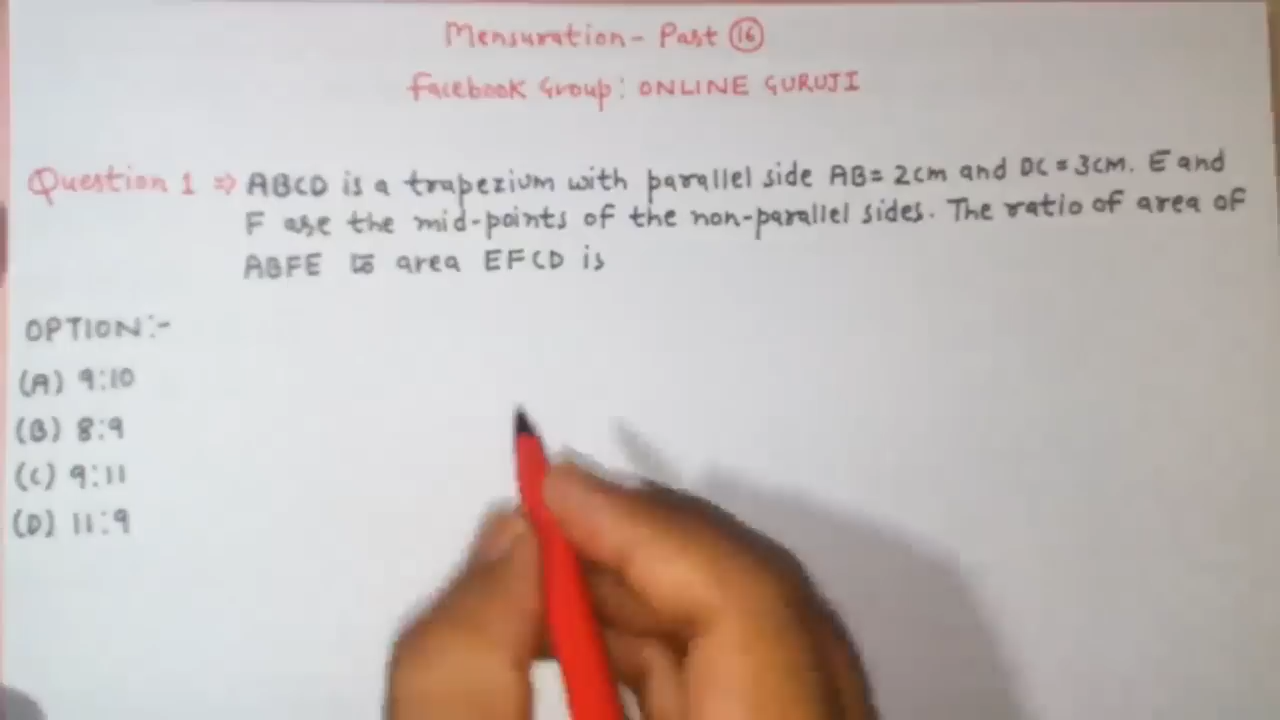 Mensuration - Part 16
Facebook Group: ONLINE GURUJI
Question 1 ⇒ ABCD is a trapezium with parallel side AB = 2cm and DC = 3cm. E and
F are the mid-points of the non-parallel sides. The ratio of area of
ABFE to area EFCD is
OPTION:-
(A) 9:10
(B) 8:9
(C) 9:11
(D) 11:9